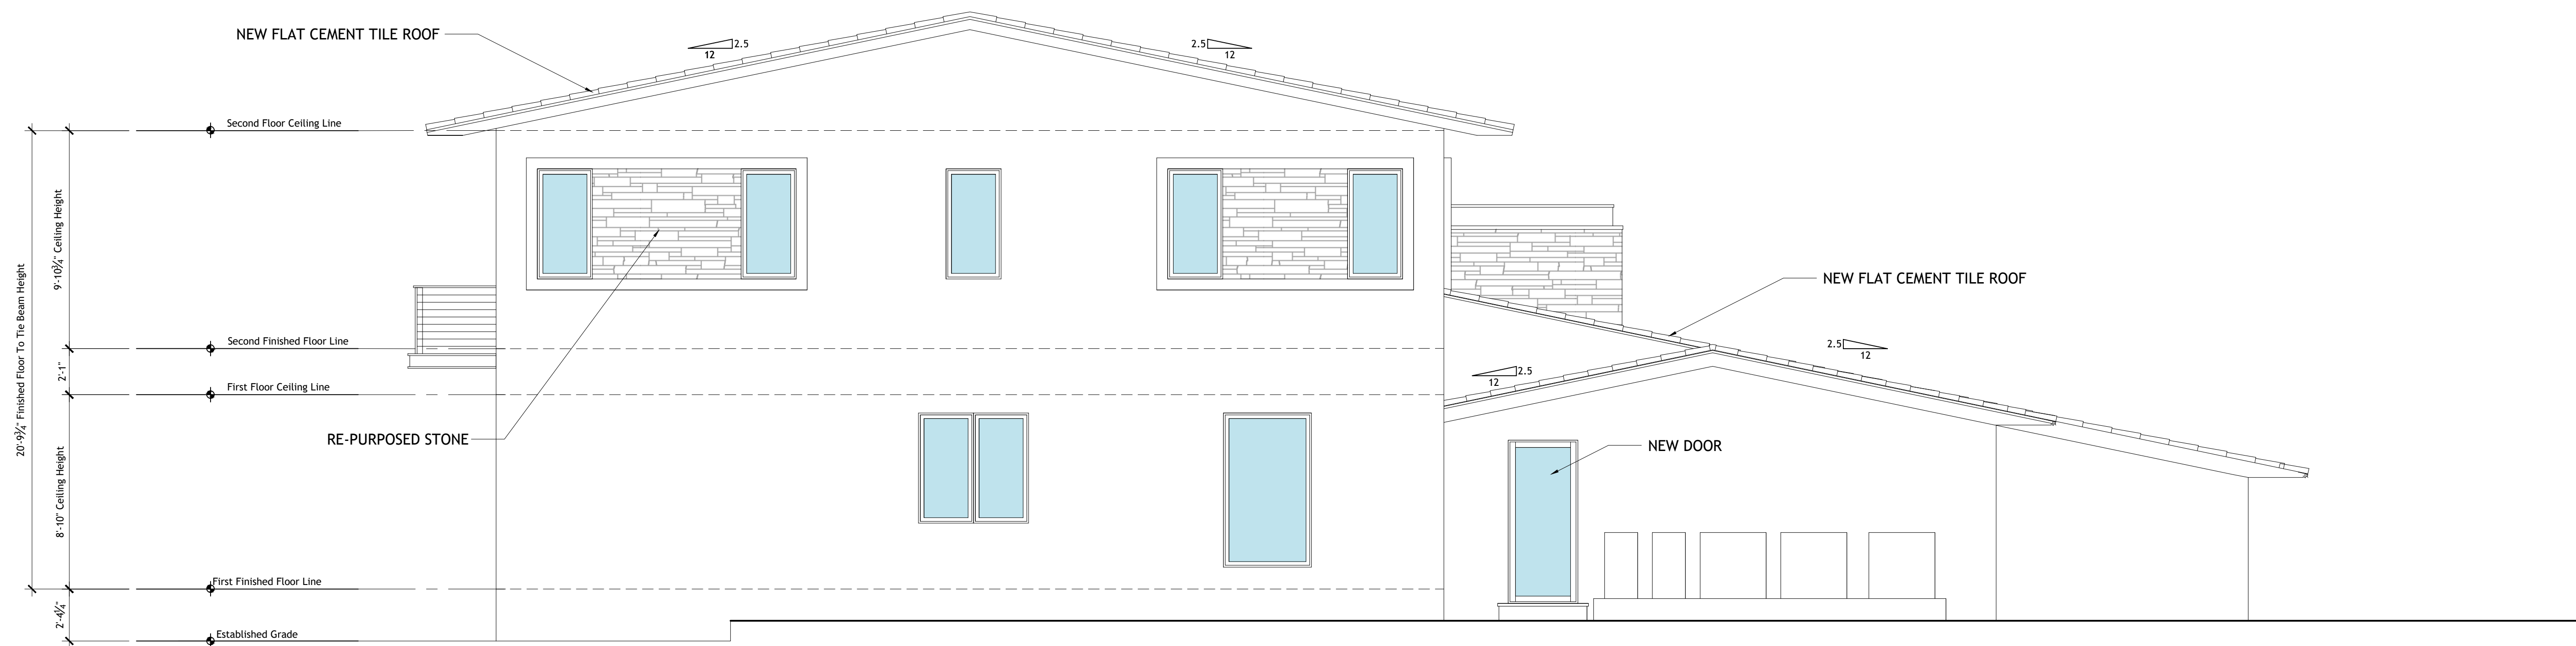 NEW FLAT CEMENT TILE ROOF
2.5
12
2.5
12
Second Floor Ceiling Line
9'-10¾" Ceiling Height
20'-9¾" Finished Floor To Tie Beam Height
NEW FLAT CEMENT TILE ROOF
Second Finished Floor Line
2.5
12
2'-1"
2.5
12
First Floor Ceiling Line
RE-PURPOSED STONE
NEW DOOR
8'-10" Ceiling Height
First Finished Floor Line
2'-4¼"
Established Grade